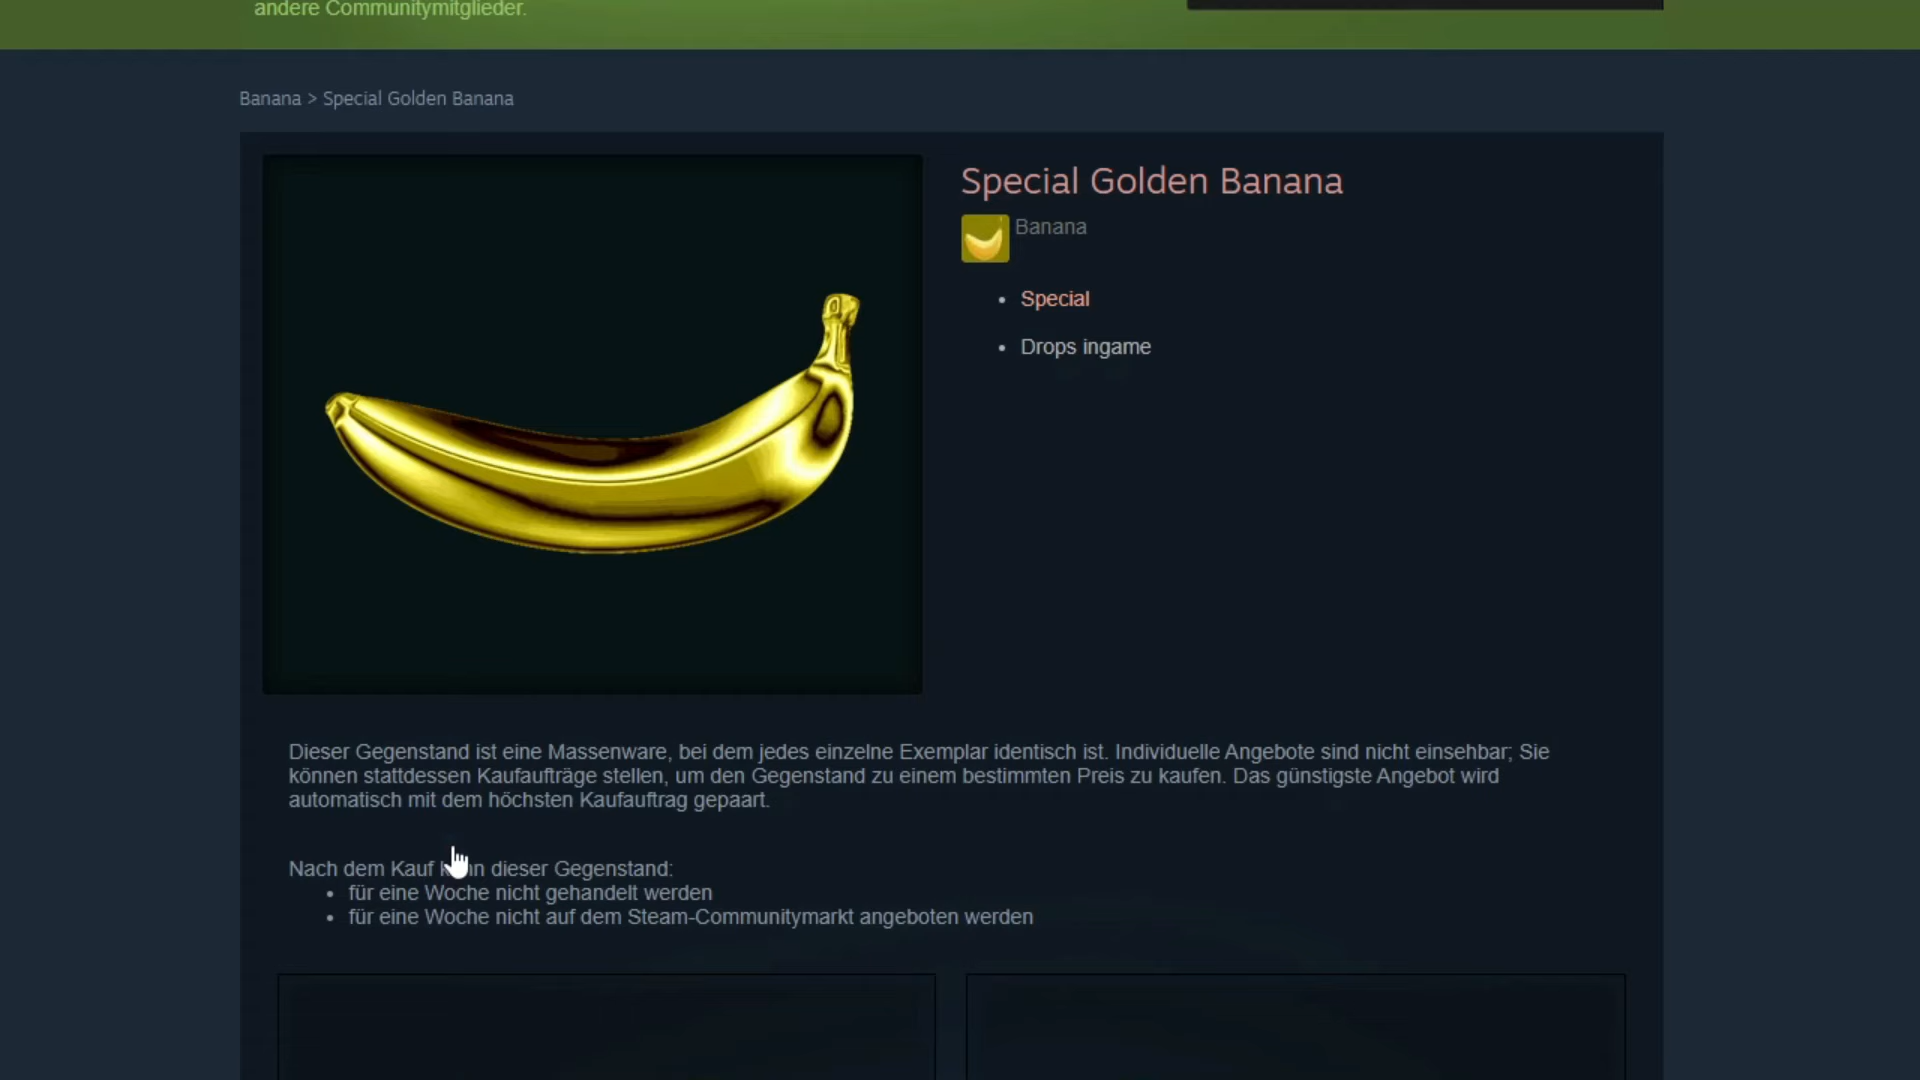 andere Communitymitglieder.
Banana > Special Golden Banana
Special Golden Banana
Banana
Special
Drops ingame
Dieser Gegenstand ist eine Massenware, bei dem jedes einzelne Exemplar identisch ist. Individuelle Angebote sind nicht einsehbar; Sie
können stattdessen Kaufaufträge stellen, um den Gegenstand zu einem bestimmten Preis zu kaufen. Das günstigste Angebot wird
automatisch mit dem höchsten Kaufauftrag gepaart.
Nach dem Kauf kann dieser Gegenstand:
für eine Woche nicht gehandelt werden
für eine Woche nicht auf dem Steam-Communitymarkt angeboten werden